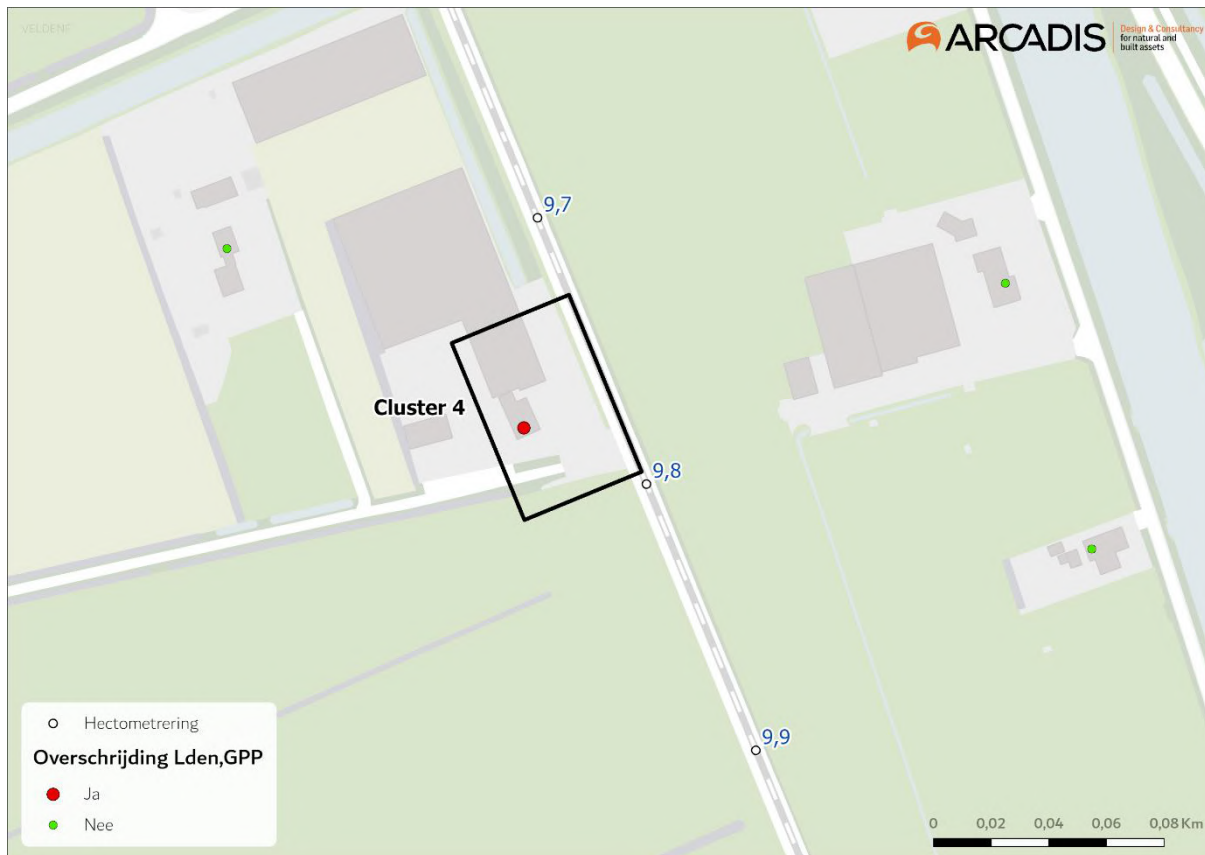 VELDENF
ARCADIS
Design & Consultancy
for natural and
built assets
9,7
Cluster 4
9,8
9,9
Hectometrering
Overschrijding Lden,GPP
Ja
Nee
0 0,02 0,04 0,06 0,08 Km